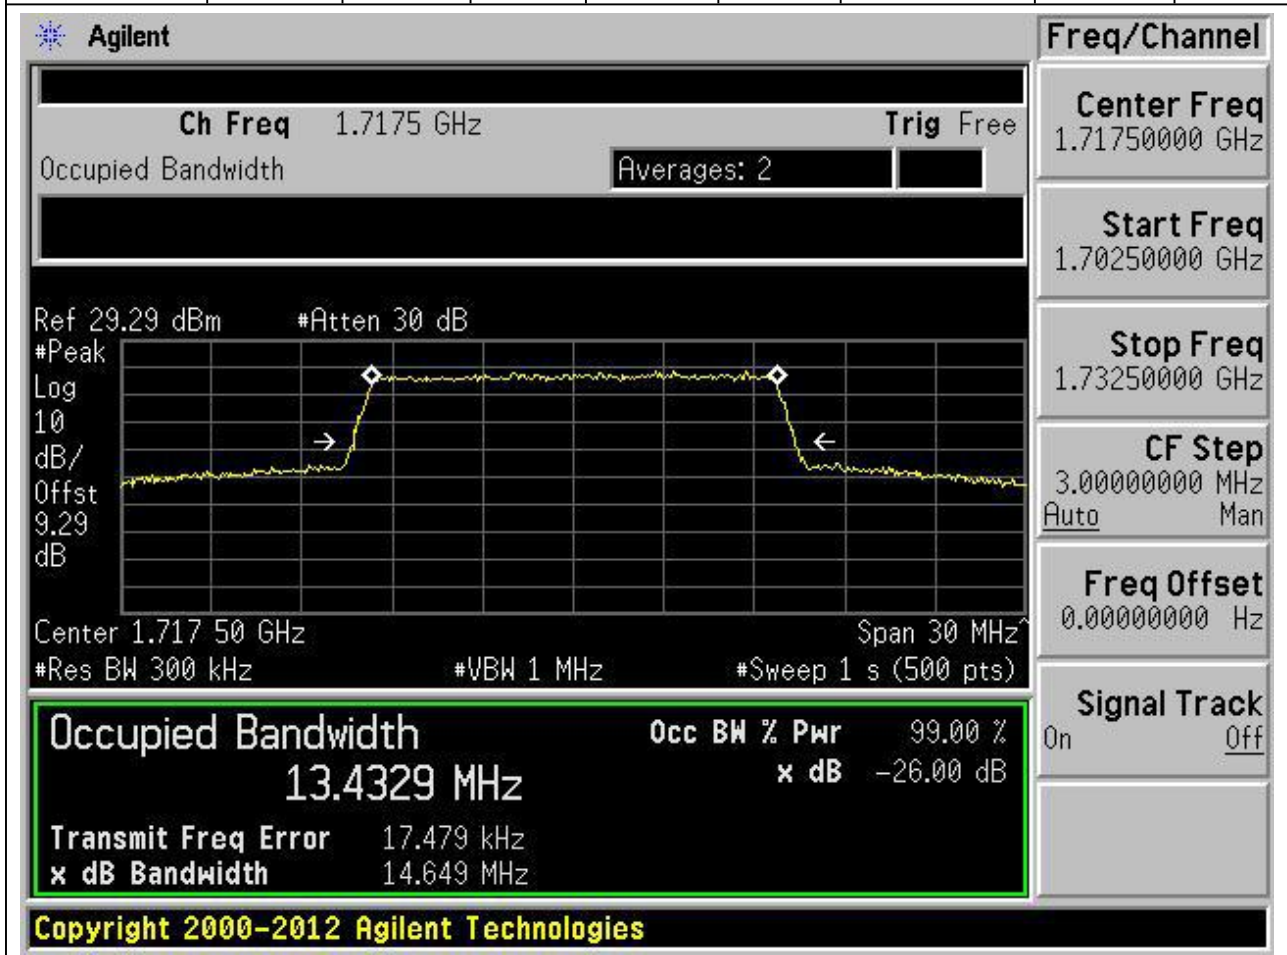 Agilent
Freq/Channel
Ch Freq 1.7175 GHz Trig Free
Occupied Bandwidth Averages: 2
Center Freq
1.71750000 GHz
Start Freq
1.70250000 GHz
Stop Freq
1.73250000 GHz
CF Step
3.00000000 MHz
Auto Man
Freq Offset
0.00000000 Hz
Signal Track
On Off
Ref 29.29 dBm #Atten 30 dB
#Peak
Log
10
dB/
Offst
9.29
dB
Center 1.717 50 GHz Span 30 MHz^
#Res BW 300 kHz #VBW 1 MHz #Sweep 1 s (500 pts)
Occupied Bandwidth
13.4329 MHz
Occ BW % Pwr 99.00 %
x dB -26.00 dB
Transmit Freq Error 17.479 kHz
x dB Bandwidth 14.649 MHz
Copyright 2000-2012 Agilent Technologies